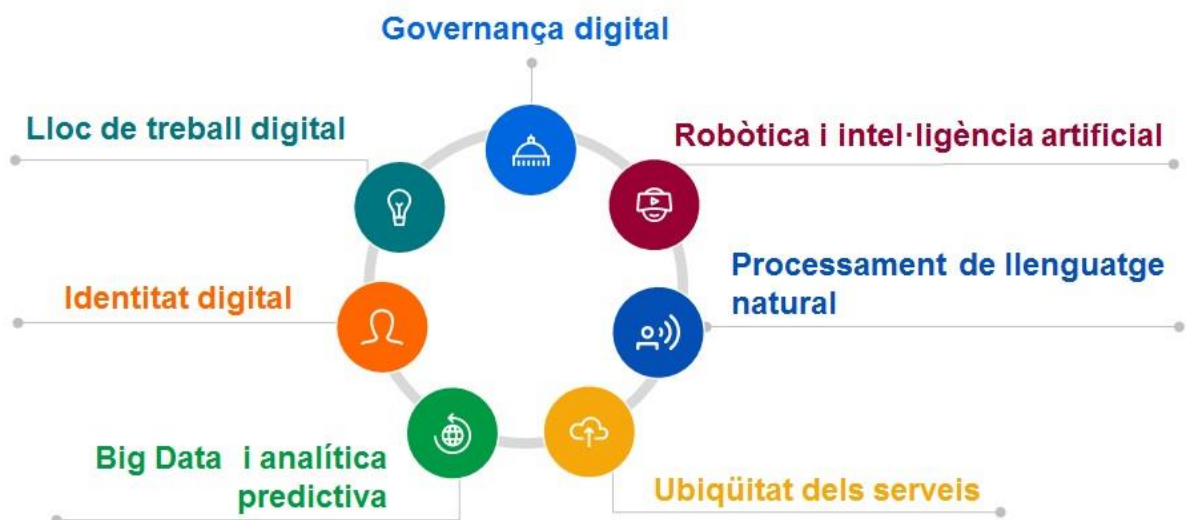 Governança digital
Lloc de treball digital
Robòtica i intel·ligència artificial
Identitat digital
Processament de llenguatge
natural
Big Data i analítica
predictiva
Ubiqüitat dels serveis